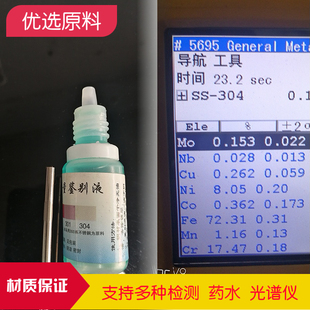 优选原料
# 5695 General Meta
导航 工具
时间 23.2 sec
SS-304 0.1
Ele % ±2σ
Mo 0.153 0.022
Nb 0.028 0.013
Cu 0.262 0.059
Ni 8.05 0.20
Co 0.362 0.173
Fe 72.31 0.31
Mn 1.16 0.13
Cr 17.47 0.18
鉴别液
304
材质保证
支持多种检测 药水 光谱仪